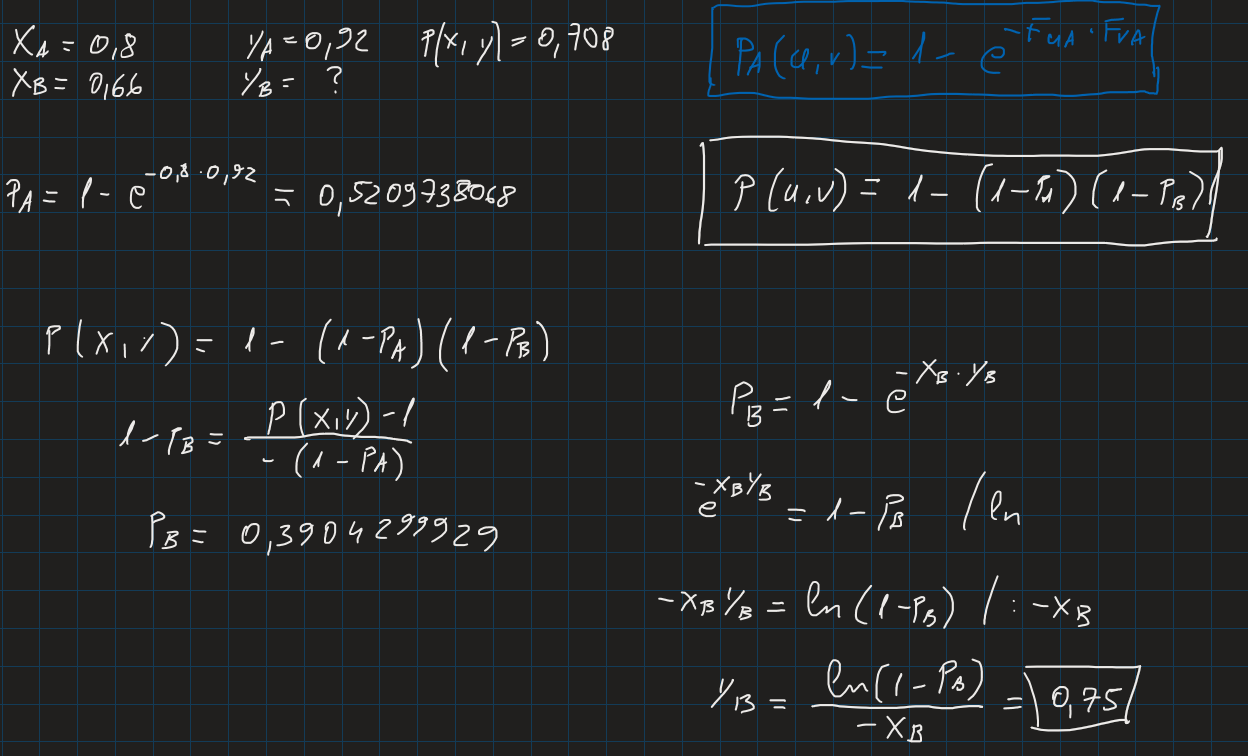 X_A = 0,8    y_A = 0,92    P(x,y) = 0,708
X_B = 0,66    y_B = ?
P_A(u,v) = 1 - e^{-F_{uA} · F_{vA}}
P_A = 1 - e^{-0,8 · 0,92} = 0,5209738068
P(u,v) = 1 - (1-P_A)(1-P_B)
P(x,y) = 1 - (1-P_A)(1-P_B)
1-P_B = \frac{P(x,y)-1}{-(1-P_A)}
P_B = 0,3904299929
P_B = 1 - e^{-X_B · y_B}
e^{-X_B y_B} = 1 - P_B  / ln
-X_B y_B = ln(1-P_B)  / : -X_B
y_B = \frac{ln(1-P_B)}{-X_B} = 0,75